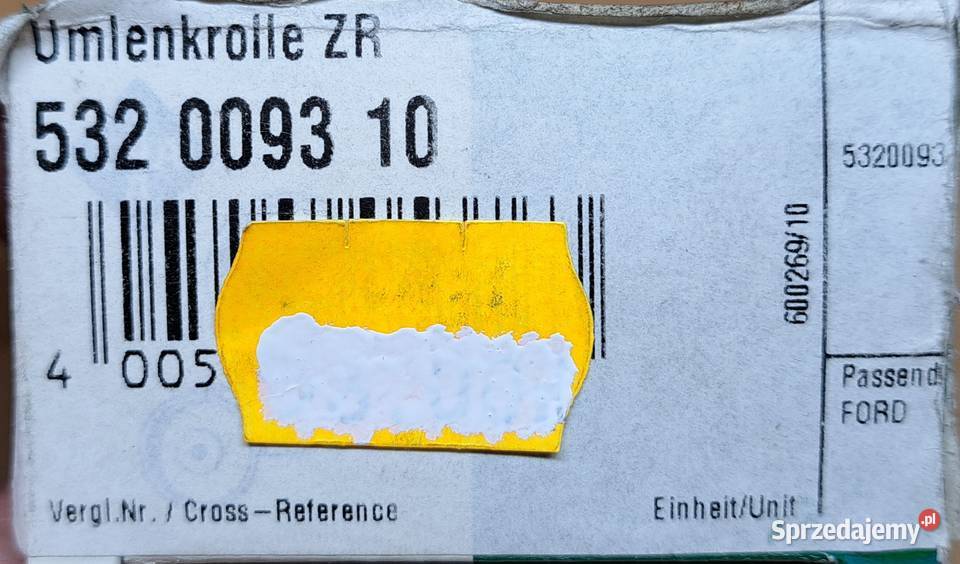 Umlenkrolle ZR
532 0093 10
5320093
600269/10
4 005
Passend
FORD
Vergl.Nr. / Cross-Reference
Einheit/Unit
Sprzedajemy.pl